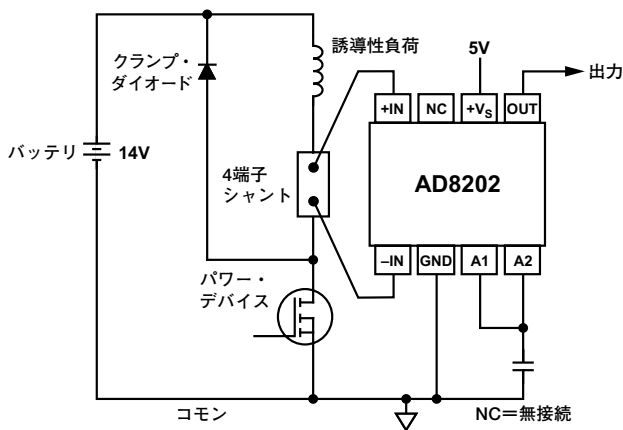 誘導性負荷
5V
出力
クランプ・
ダイオード
+IN
NC
+VS
OUT
バッテリ
14V
4端子
シャント
AD8202
–IN
GND
A1
A2
パワー・
デバイス
コモン
NC＝無接続